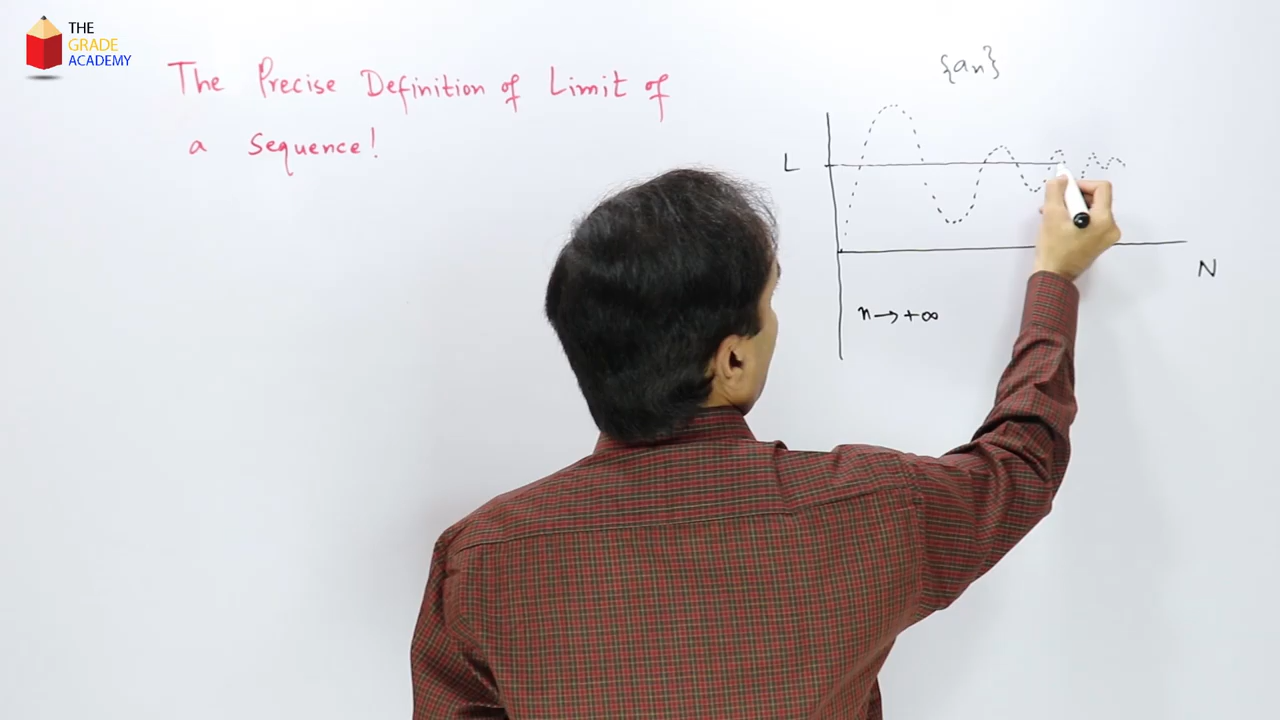 THE
GRADE
ACADEMY
The Precise Definition of Limit of
a Sequence!
{an}
L
N
n→+∞